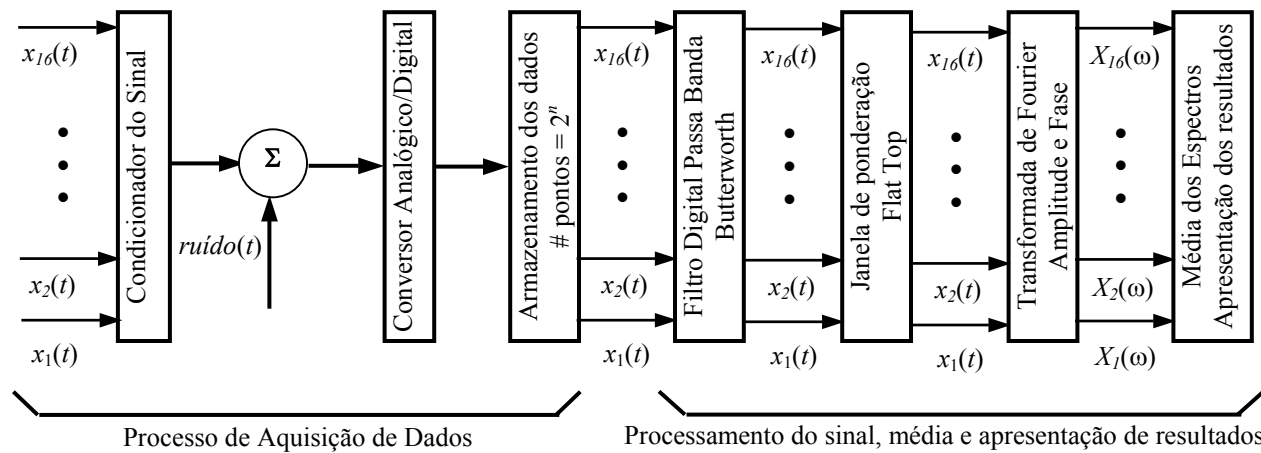 x16(t)
x2(t)
x1(t)
Condicionador do Sinal
Σ
ruído(t)
Conversor Analógico/Digital
Armazenamento dos dados
# pontos = 2^n
x16(t)
x2(t)
x1(t)
Filtro Digital Passa Banda
Butterworth
x16(t)
x2(t)
x1(t)
Janela de ponderação
Flat Top
x16(t)
x2(t)
x1(t)
Transformada de Fourier
Amplitude e Fase
X16(ω)
X2(ω)
X1(ω)
Média dos Espectros
Apresentação dos resultados
Processo de Aquisição de Dados
Processamento do sinal, média e apresentação de resultados